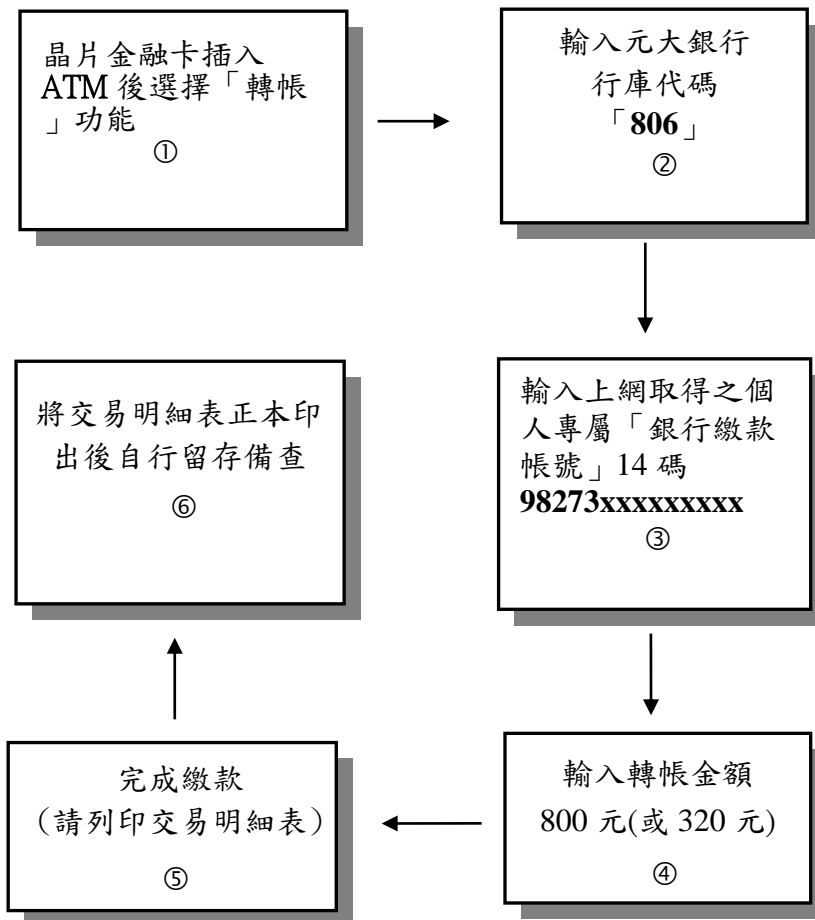 晶片金融卡插入
ATM 後選擇「轉帳
」功能
①
輸入元大銀行
行庫代碼
「806」
②
輸入上網取得之個
人專屬「銀行繳款
帳號」14 碼
98273xxxxxxxxx
③
輸入轉帳金額
800 元(或 320 元)
④
完成繳款
（請列印交易明細表）
⑤
將交易明細表正本印
出後自行留存備查
⑥